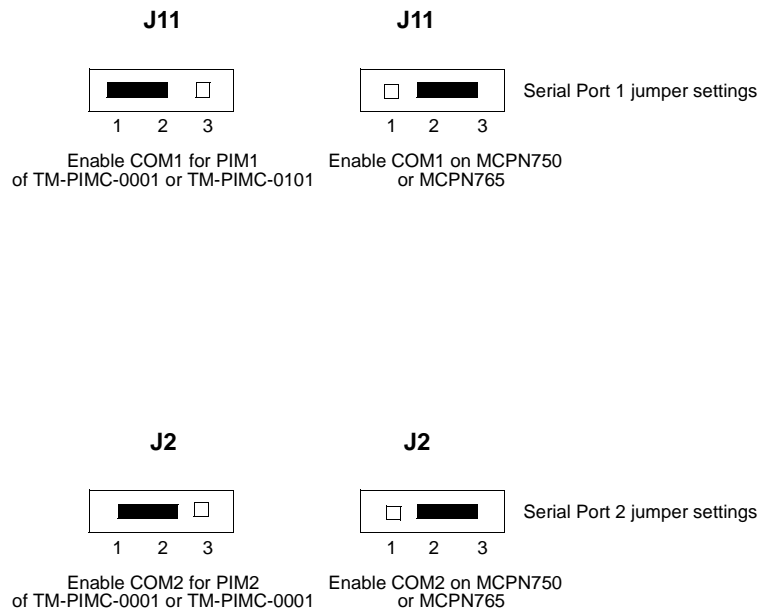 J11 J11
Serial Port 1 jumper settings
1 2 3 1 2 3
Enable COM1 for PIM1 Enable COM1 on MCPN750
of TM-PIMC-0001 or TM-PIMC-0101 or MCPN765
J2 J2
Serial Port 2 jumper settings
1 2 3 1 2 3
Enable COM2 for PIM2 Enable COM2 on MCPN750
of TM-PIMC-0001 or TM-PIMC-0001 or MCPN765